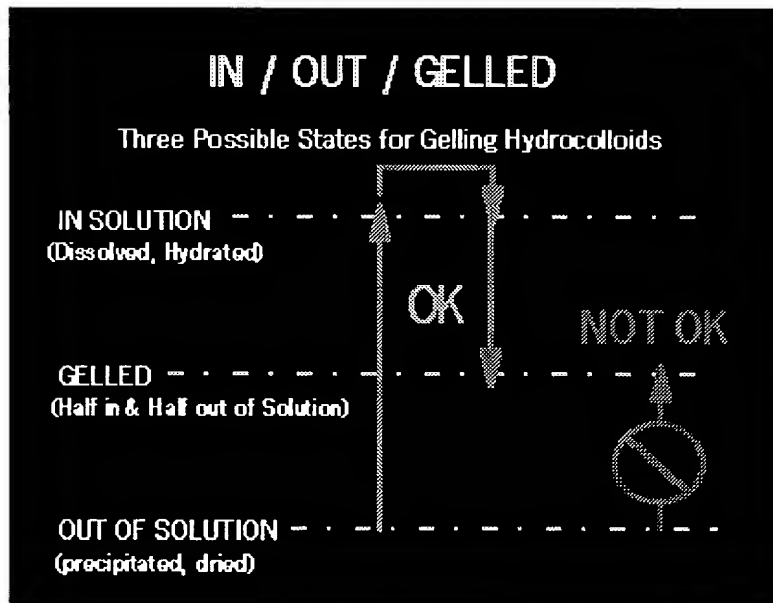 IN / OUT / GELLED
Three Possible States for Gelling Hydrocolloids
IN SOLUTION
(Dissolved, Hydrated)
OK
NOT OK
GELLED
(Half in & Half out of Solution)
OUT OF SOLUTION
(precipitated, dried)